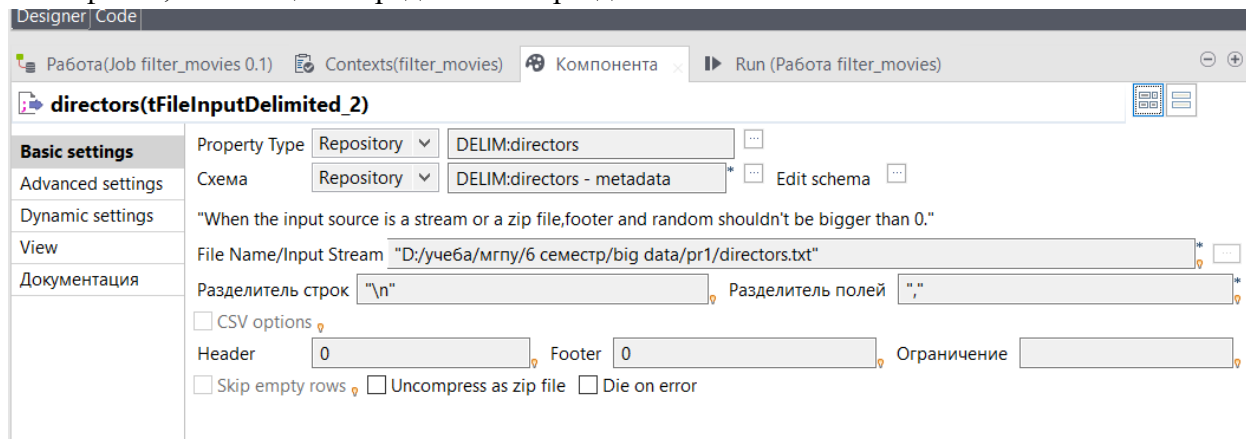 Designer Code
Работа(Job filter_movies 0.1) Contexts(filter_movies) Компонента Run (Работа filter_movies)
directors(tFileInputDelimited_2)
Basic settings
Advanced settings
Dynamic settings
View
Документация
Property Type Repository DELIM:directors ...
Схема Repository DELIM:directors - metadata * ... Edit schema ...
"When the input source is a stream or a zip file,footer and random shouldn't be bigger than 0."
File Name/Input Stream "D:/учеба/мгпу/6 семестр/big data/pr1/directors.txt" * ...
Разделитель строк "\n" Разделитель полей "," *
CSV options
Header 0 Footer 0 Ограничение
Skip empty rows Uncompress as zip file Die on error